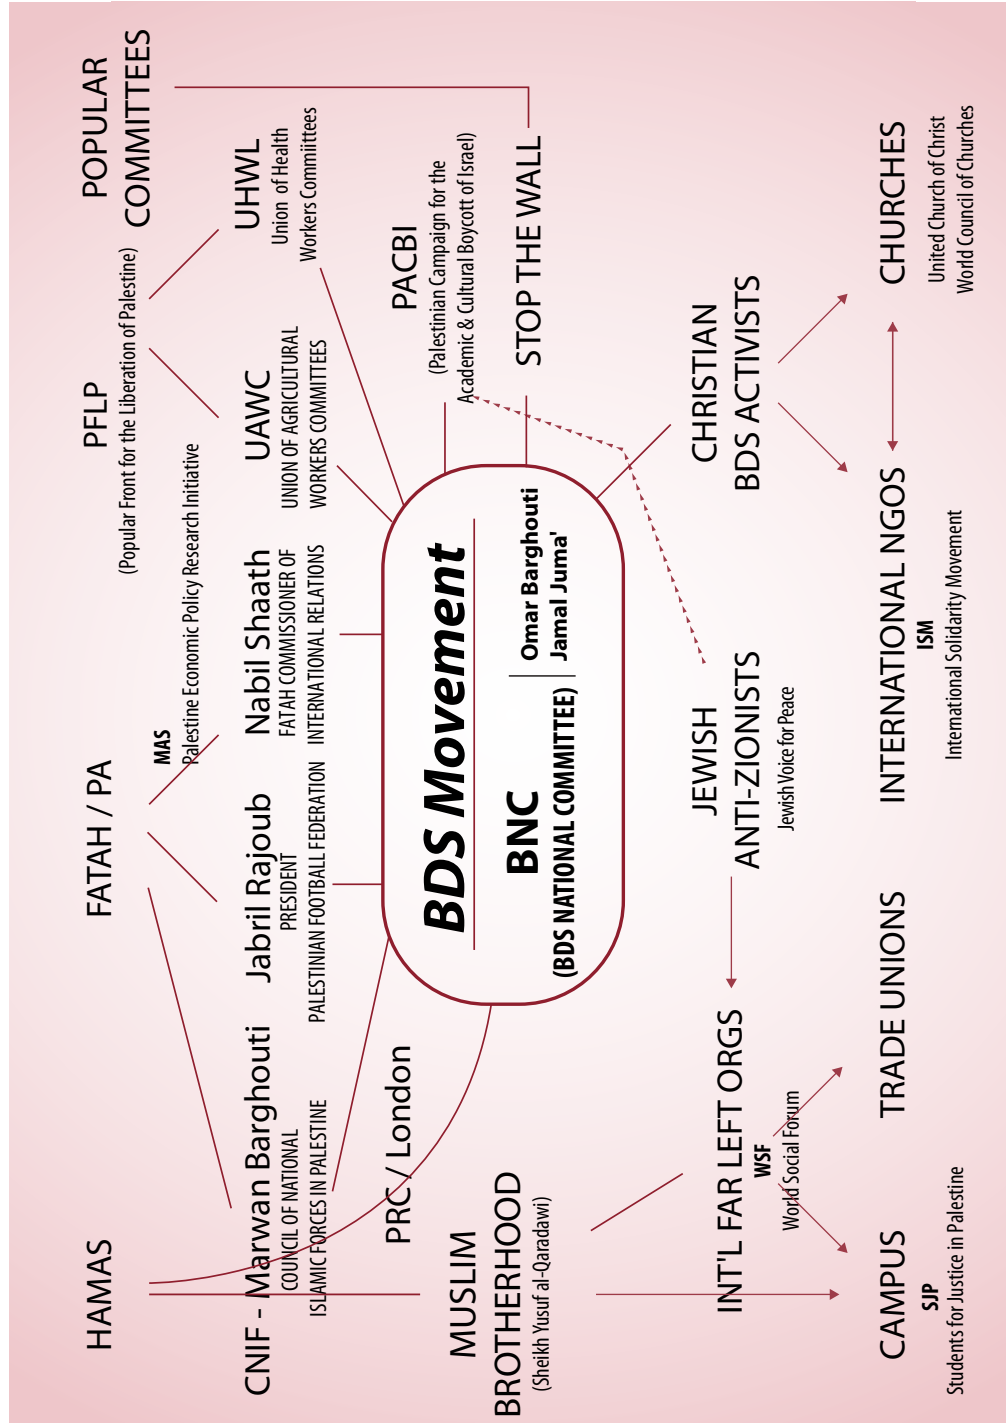 HAMAS
FATAH / PA
PFLP
(Popular Front for the Liberation of Palestine)
POPULAR
COMMITTEES
MAS
Palestine Economic Policy Research Initiative
CNIF - Marwan Barghouti
COUNCIL OF NATIONAL
ISLAMIC FORCES IN PALESTINE
Jabril Rajoub
PRESIDENT
PALESTINIAN FOOTBALL FEDERATION
Nabil Shaath
FATAH COMMISSIONER OF
INTERNATIONAL RELATIONS
UAWC
UNION OF AGRICULTURAL
WORKERS COMMITTEES
UHWL
Union of Health
Workers Commiittees
PRC / London
BDS Movement
BNC
(BDS NATIONAL COMMITTEE)
Omar Barghouti
Jamal Juma'
PACBI
(Palestinian Campaign for the
Academic & Cultural Boycott of Israel)
STOP THE WALL
MUSLIM
BROTHERHOOD
(Sheikh Yusuf al-Qaradawi)
INT'L FAR LEFT ORGS
WSF
World Social Forum
JEWISH
ANTI-ZIONISTS
Jewish Voice for Peace
CHRISTIAN
BDS ACTIVISTS
CAMPUS
SJP
Students for Justice in Palestine
TRADE UNIONS
INTERNATIONAL NGOS
ISM
International Solidarity Movement
CHURCHES
United Church of Christ
World Council of Churches